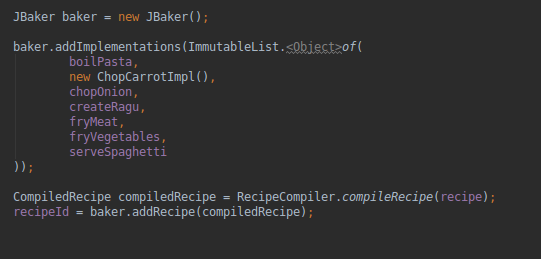 JBaker baker = new JBaker();
baker.addImplementations(ImmutableList.<Object>of(
boilPasta,
new ChopCarrotImpl(),
chopOnion,
createRagu,
fryMeat,
fryVegetables,
serveSpaghetti
));
CompiledRecipe compiledRecipe = RecipeCompiler.compileRecipe(recipe);
recipeId = baker.addRecipe(compiledRecipe);